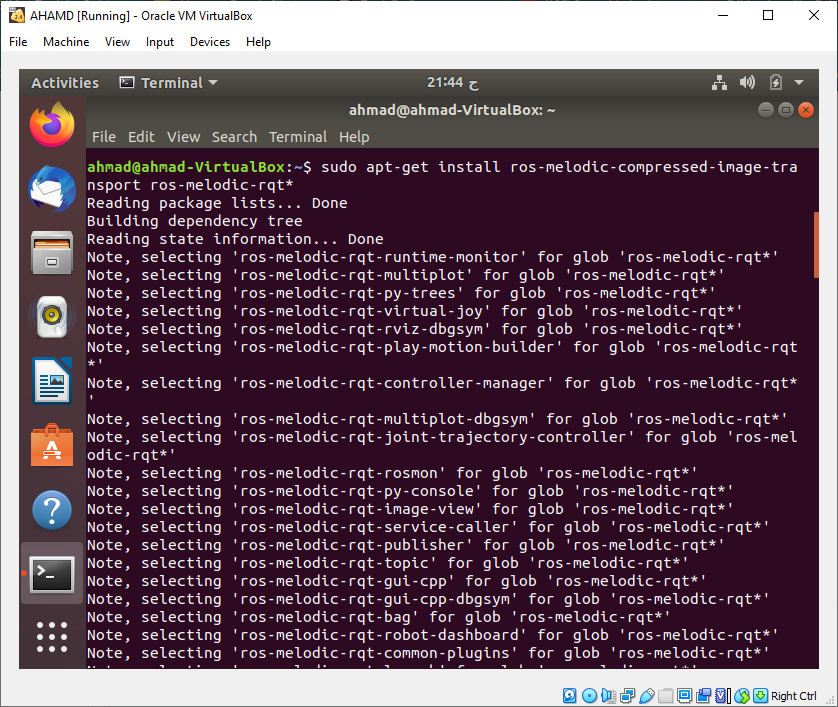 AHAMD [Running] - Oracle VM VirtualBox
File Machine View Input Devices Help
Activities Terminal 21:44 ح
ahmad@ahmad-VirtualBox: ~
File Edit View Search Terminal Help
ahmad@ahmad-VirtualBox:~$ sudo apt-get install ros-melodic-compressed-image-tra
nsport ros-melodic-rqt*
Reading package lists... Done
Building dependency tree
Reading state information... Done
Note, selecting 'ros-melodic-rqt-runtime-monitor' for glob 'ros-melodic-rqt*'
Note, selecting 'ros-melodic-rqt-multiplot' for glob 'ros-melodic-rqt*'
Note, selecting 'ros-melodic-rqt-py-trees' for glob 'ros-melodic-rqt*'
Note, selecting 'ros-melodic-rqt-virtual-joy' for glob 'ros-melodic-rqt*'
Note, selecting 'ros-melodic-rqt-rviz-dbgsym' for glob 'ros-melodic-rqt*'
Note, selecting 'ros-melodic-rqt-play-motion-builder' for glob 'ros-melodic-rqt
*'
Note, selecting 'ros-melodic-rqt-controller-manager' for glob 'ros-melodic-rqt*
'
Note, selecting 'ros-melodic-rqt-multiplot-dbgsym' for glob 'ros-melodic-rqt*'
Note, selecting 'ros-melodic-rqt-joint-trajectory-controller' for glob 'ros-mel
odic-rqt*'
Note, selecting 'ros-melodic-rqt-rosmon' for glob 'ros-melodic-rqt*'
Note, selecting 'ros-melodic-rqt-py-console' for glob 'ros-melodic-rqt*'
Note, selecting 'ros-melodic-rqt-image-view' for glob 'ros-melodic-rqt*'
Note, selecting 'ros-melodic-rqt-service-caller' for glob 'ros-melodic-rqt*'
Note, selecting 'ros-melodic-rqt-publisher' for glob 'ros-melodic-rqt*'
Note, selecting 'ros-melodic-rqt-topic' for glob 'ros-melodic-rqt*'
Note, selecting 'ros-melodic-rqt-gui-cpp' for glob 'ros-melodic-rqt*'
Note, selecting 'ros-melodic-rqt-gui-cpp-dbgsym' for glob 'ros-melodic-rqt*'
Note, selecting 'ros-melodic-rqt-bag' for glob 'ros-melodic-rqt*'
Note, selecting 'ros-melodic-rqt-robot-dashboard' for glob 'ros-melodic-rqt*'
Note, selecting 'ros-melodic-rqt-common-plugins' for glob 'ros-melodic-rqt*'
Right Ctrl